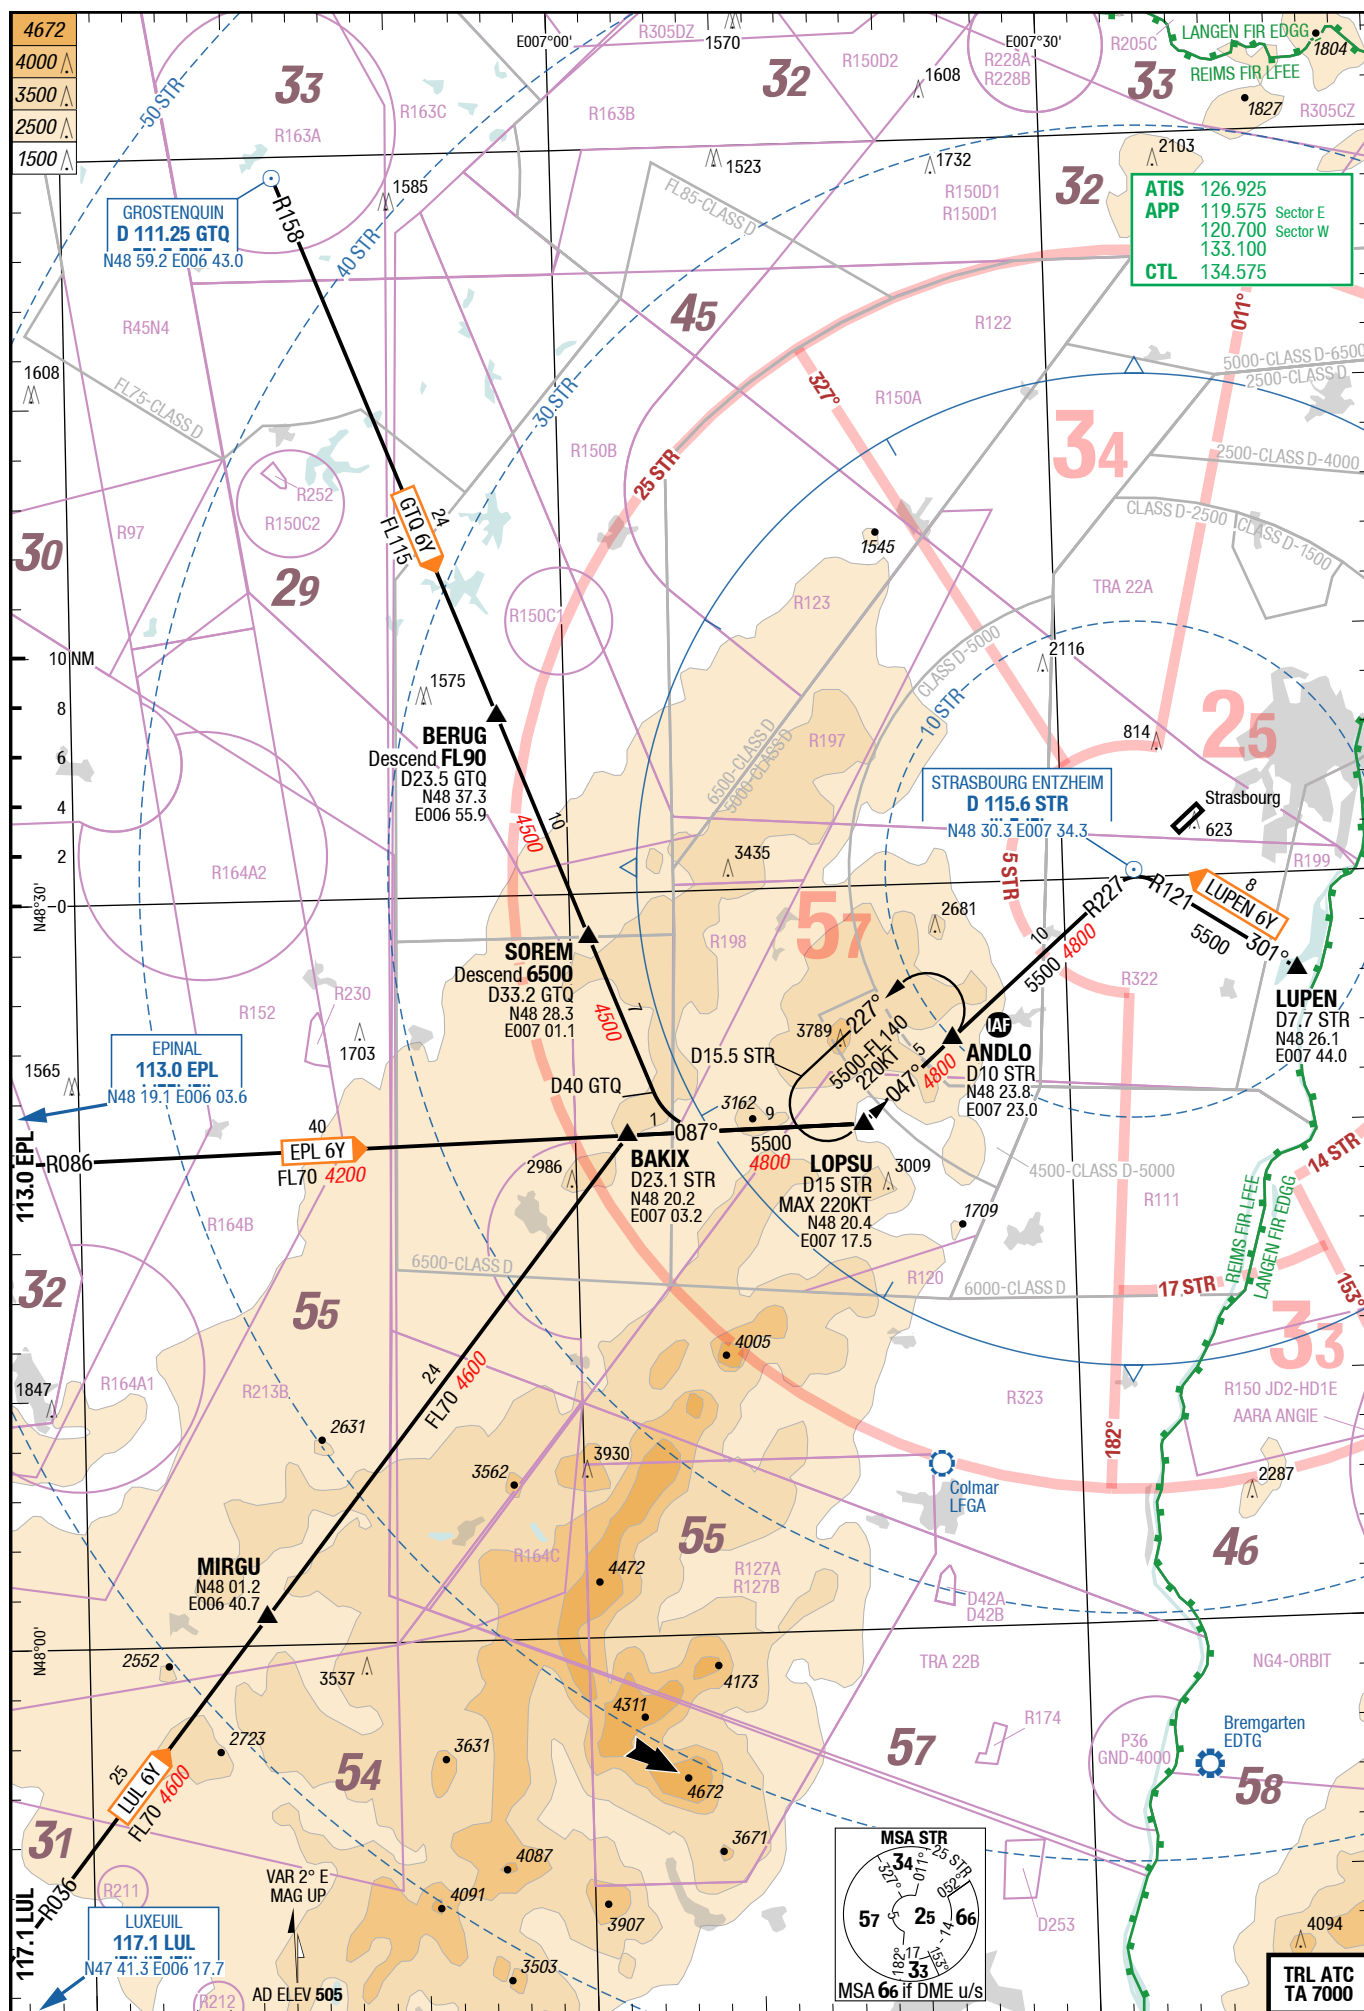 4672
4000
3500
2500
1500
50 STR
33
R163A
R163C
E007°00'
R305DZ
1570
R163B
32
R150D2
1608
R228A
R228B
E007°30'
R205C
33
LANGEN FIR EDGG
REIMS FIR LFEE
1804
1827
R305CZ
2103
32
1523
1732
1585
FL85-CLASS D
R150D1
R150D1
ATIS 126.925
APP 119.575 Sector E
120.700 Sector W
133.100
CTL 134.575
GROSTENQUIN
D 111.25 GTQ
N48 59.2 E006 43.0
R158
40 STR
R45N4
45
R122
011°
5000-CLASS D-6500
2500-CLASS D
1608
FL75-CLASS D
30 STR
327°
R150A
34
R150B
25 STR
2500-CLASS D-4000
R252
R150C2
R97
30
29
GTQ 6Y
24
FL115
CLASS D-2500
CLASS D-1500
1545
R123
TRA 22A
R150C1
CLASS D-5000
2116
10 NM
8
6
4
2
0
N48°30'
1575
BERUG
Descend FL90
D23.5 GTQ
N48 37.3
E006 55.9
10
4500
6500-CLASS D
5000-CLASS D
R197
10 STR
814
25
STRASBOURG ENTZHEIM
D 115.6 STR
N48 30.3 E007 34.3
Strasbourg
623
R199
R164A2
3435
5 STR
57
2681
R227
R121
8
LUPEN 6Y
5500
301°
10
5500 4800
LUPEN
D7.7 STR
N48 26.1
E007 44.0
R198
SOREM
Descend 6500
D33.2 GTQ
N48 28.3
E007 01.1
7
4500
R152
R230
1703
R322
227°
3789
5500-FL140
220KT
5
047°
4800
IAF
ANDLO
D10 STR
N48 23.8
E007 23.0
D15.5 STR
EPINAL
113.0 EPL
N48 19.1 E006 03.6
1565
D40 GTQ
3162
1
087°
9
5500
4800
40
EPL 6Y
FL70 4200
R086
113.0 EPL
2986
BAKIX
D23.1 STR
N48 20.2
E007 03.2
LOPSU
D15 STR
MAX 220KT
N48 20.4
E007 17.5
3009
1709
4500-CLASS D-5000
R111
14 STR
REIMS FIR LFEE
LANGEN FIR EDGG
R164B
32
55
6500-CLASS D
R120
6000-CLASS D
17 STR
153°
33
4005
24
FL70 4600
R164A1
1847
R213B
R323
R150 JD2-HD1E
AARA ANGIE
182°
2631
3562
3930
Colmar
LFGA
2287
55
46
R164C
R127A
R127B
4472
D42A
D42B
MIRGU
N48 01.2
E006 40.7
N48°00'
2552
3537
4173
TRA 22B
NG4-ORBIT
4311
R174
P36
GND-4000
Bremgarten
EDTG
2723
3631
54
57
58
4672
25
LUL 6Y
FL70 4600
31
3671
4087
4091
3907
3503
R036
117.1 LUL
R211
VAR 2° E
MAG UP
LUXEUIL
117.1 LUL
N47 41.3 E006 17.7
R212
AD ELEV 505
MSA STR
34
327°
011°
25 STR
052°
57
5
25
66
14
182°
17
153°
33
MSA 66 if DME u/s
D253
4094
TRL ATC
TA 7000